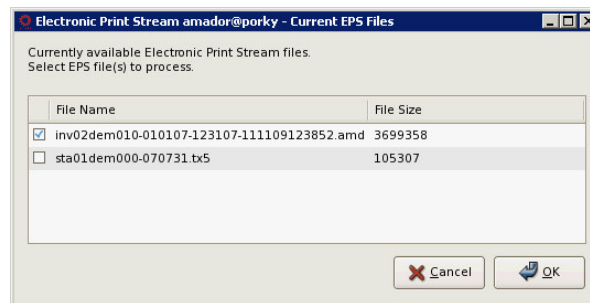 Electronic Print Stream amador@porky - Current EPS Files
Currently available Electronic Print Stream files.
Select EPS file(s) to process.
File Name File Size
inv02dem010-010107-123107-111109123852.amd 3699358
sta01dem000-070731.tx5 105307
Cancel OK